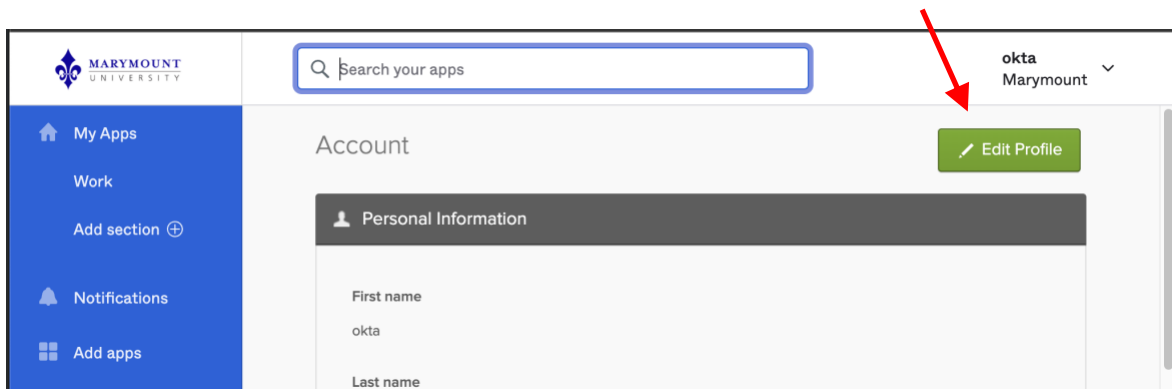 MARYMOUNT
UNIVERSITY
Search your apps
okta
Marymount
My Apps
Work
Add section
Notifications
Add apps
Account
Edit Profile
Personal Information
First name
okta
Last name